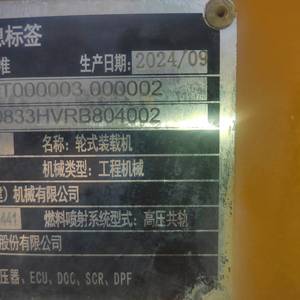 息标签
准 生产日期: 2024/09
T000003 000002
0833HVRB804002
名称: 轮式装载机
机械类型: 工程机械
) 机械有限公司
441 燃料喷射系统型式: 高压共轨
股份有限公司
压器、ECU、DOC、SCR、DPF